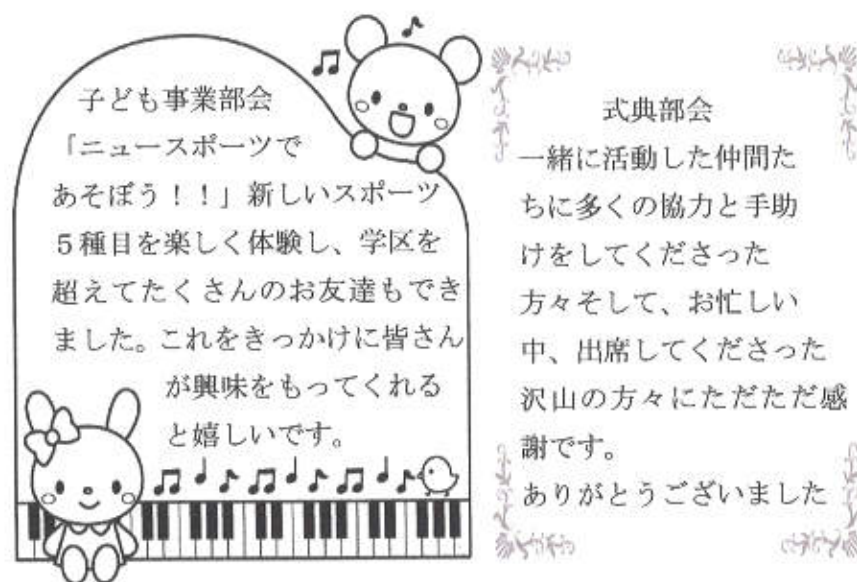 子ども事業部会
「ニュースポーツで
あそぼう！！」新しいスポーツ
５種目を楽しく体験し、学区を
超えてたくさんのお友達もでき
ました。これをきっかけに皆さん
が興味をもってくれる
と嬉しいです。
式典部会
一緒に活動した仲間た
ちに多くの協力と手助
けをしてくださった
方々そして、お忙しい
中、出席してくださった
沢山の方々にただただ感
謝です。
ありがとうございました